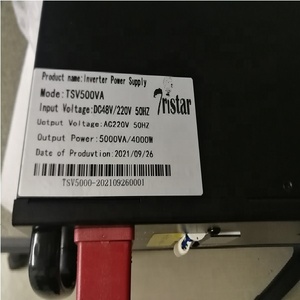 Product name:Inverter Power Supply
Mode:TSV500VA
7ristar
Input Voltage:DC48V/220V 50HZ
Uutput Voltage:AC220V 50HZ
Output Power:5000VA/4000W
Date of Produvtion:2021/09/26
TSV5000-202109260001